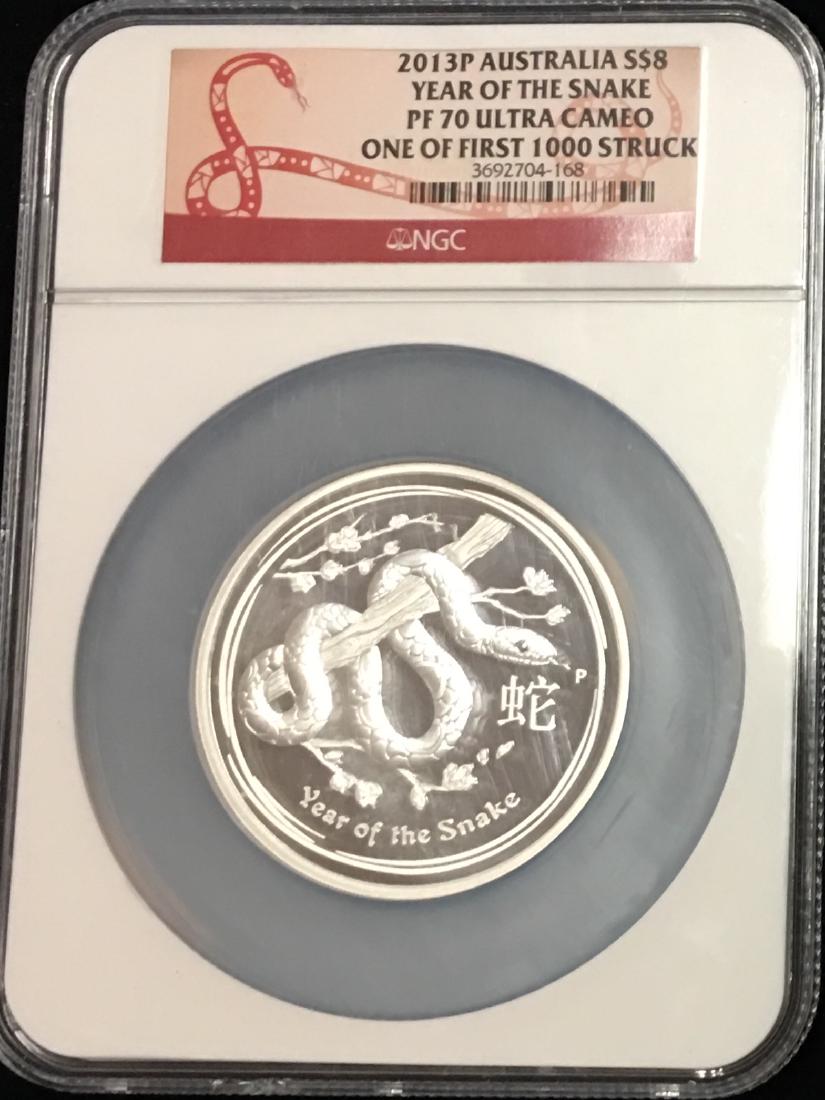 2013P AUSTRALIA S$8
YEAR OF THE SNAKE
PF 70 ULTRA CAMEO
ONE OF FIRST 1000 STRUCK
3692704-168
NGC
P
蛇
Year of the Snake